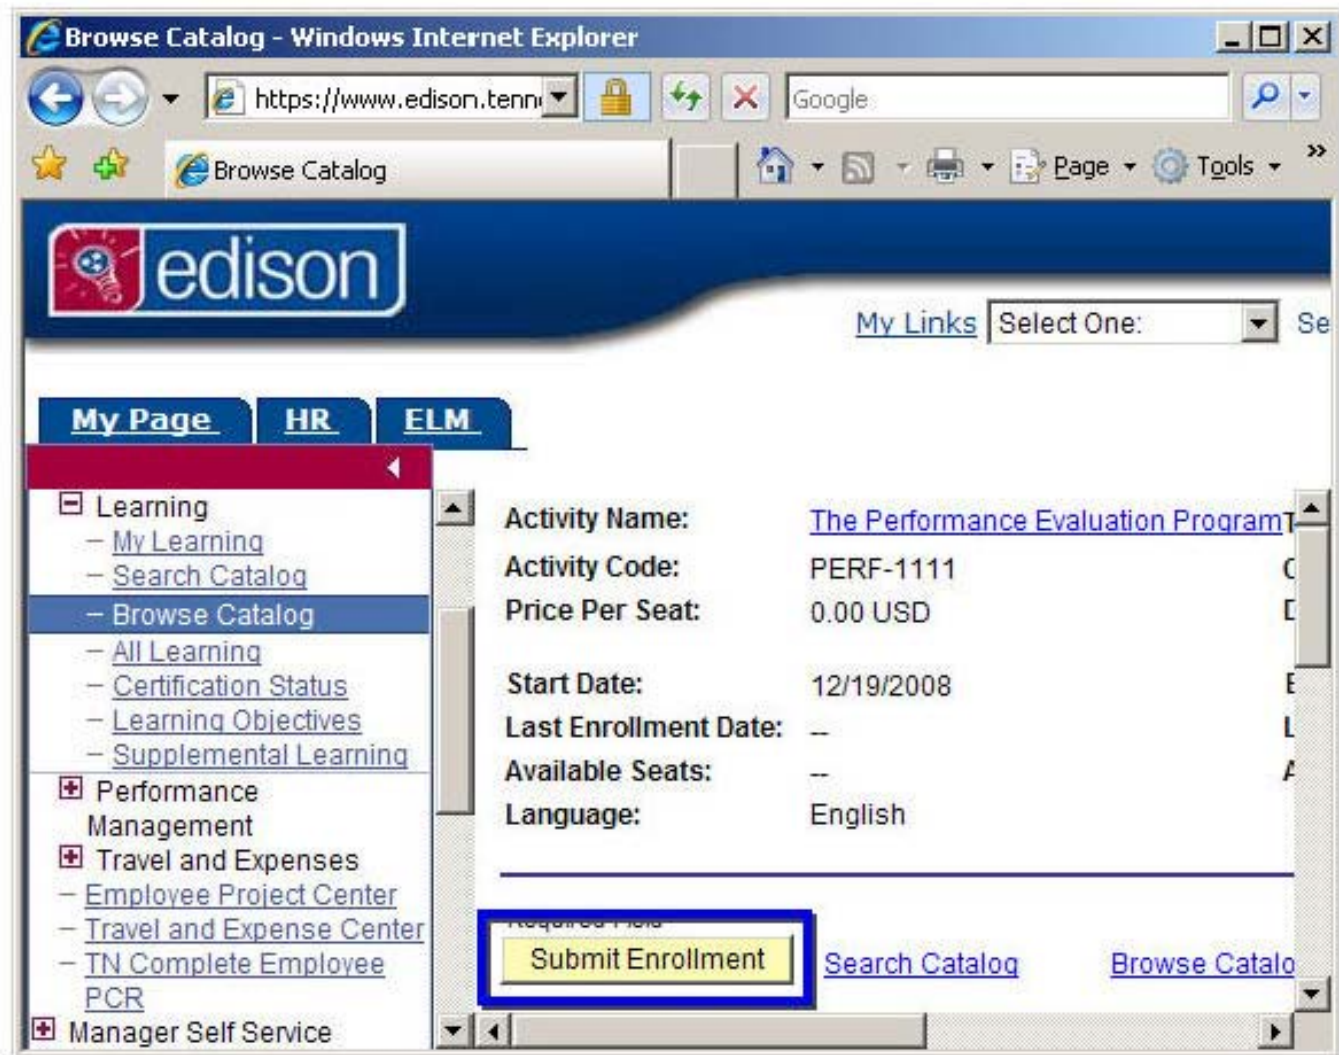 Browse Catalog - Windows Internet Explorer
https://www.edison.tenn
Google
Browse Catalog
Page
Tools
»
edison
My Links Select One: Se
My Page HR ELM
Learning
– My Learning
– Search Catalog
– Browse Catalog
– All Learning
– Certification Status
– Learning Objectives
– Supplemental Learning
Performance
Management
Travel and Expenses
– Employee Project Center
– Travel and Expense Center
– TN Complete Employee
PCR
Manager Self Service
Activity Name: The Performance Evaluation Program
Activity Code: PERF-1111
Price Per Seat: 0.00 USD
Start Date: 12/19/2008
Last Enrollment Date: --
Available Seats: --
Language: English
Submit Enrollment Search Catalog Browse Catalo